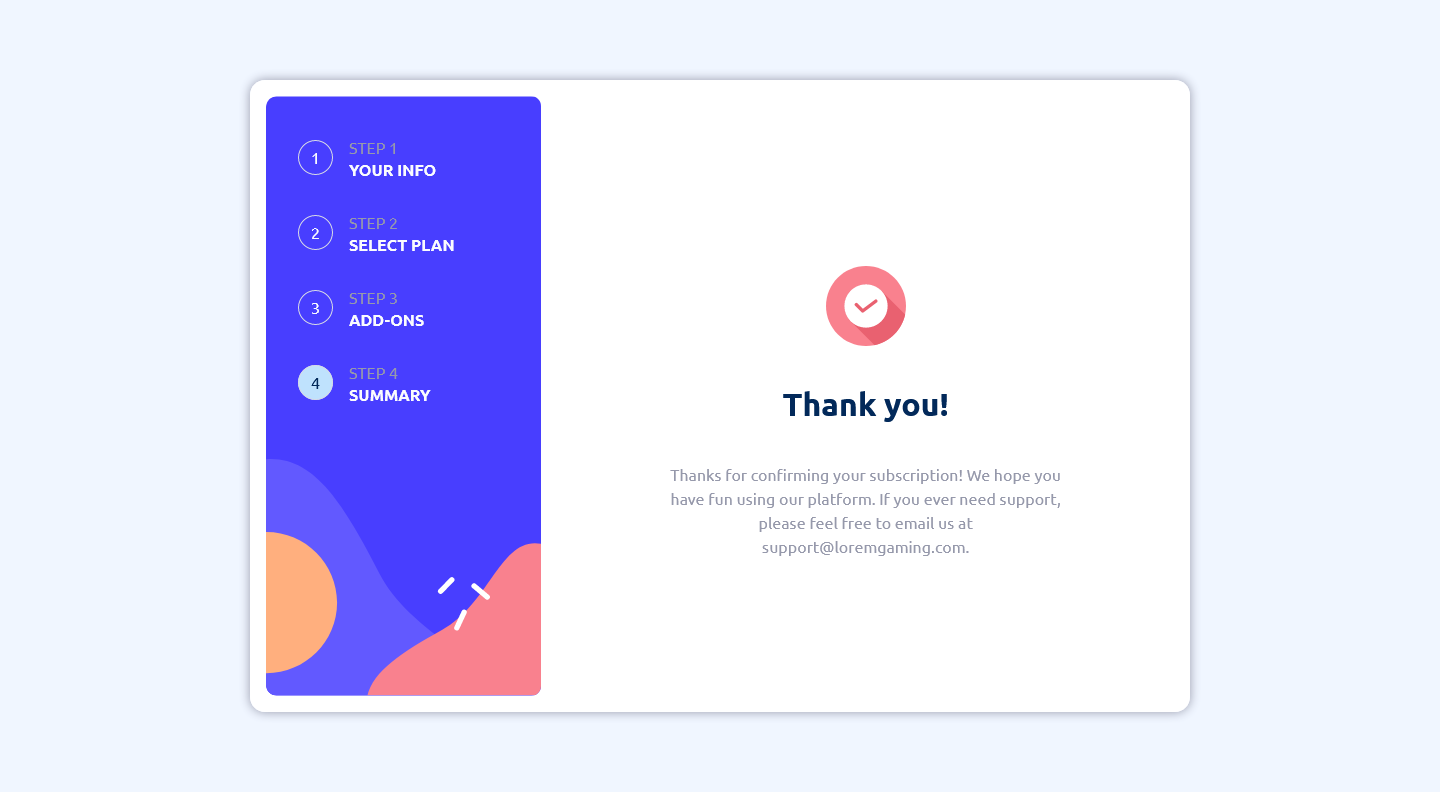 1
STEP 1
YOUR INFO
2
STEP 2
SELECT PLAN
3
STEP 3
ADD-ONS
4
STEP 4
SUMMARY
Thank you!
Thanks for confirming your subscription! We hope you
have fun using our platform. If you ever need support,
please feel free to email us at
support@loremgaming.com.